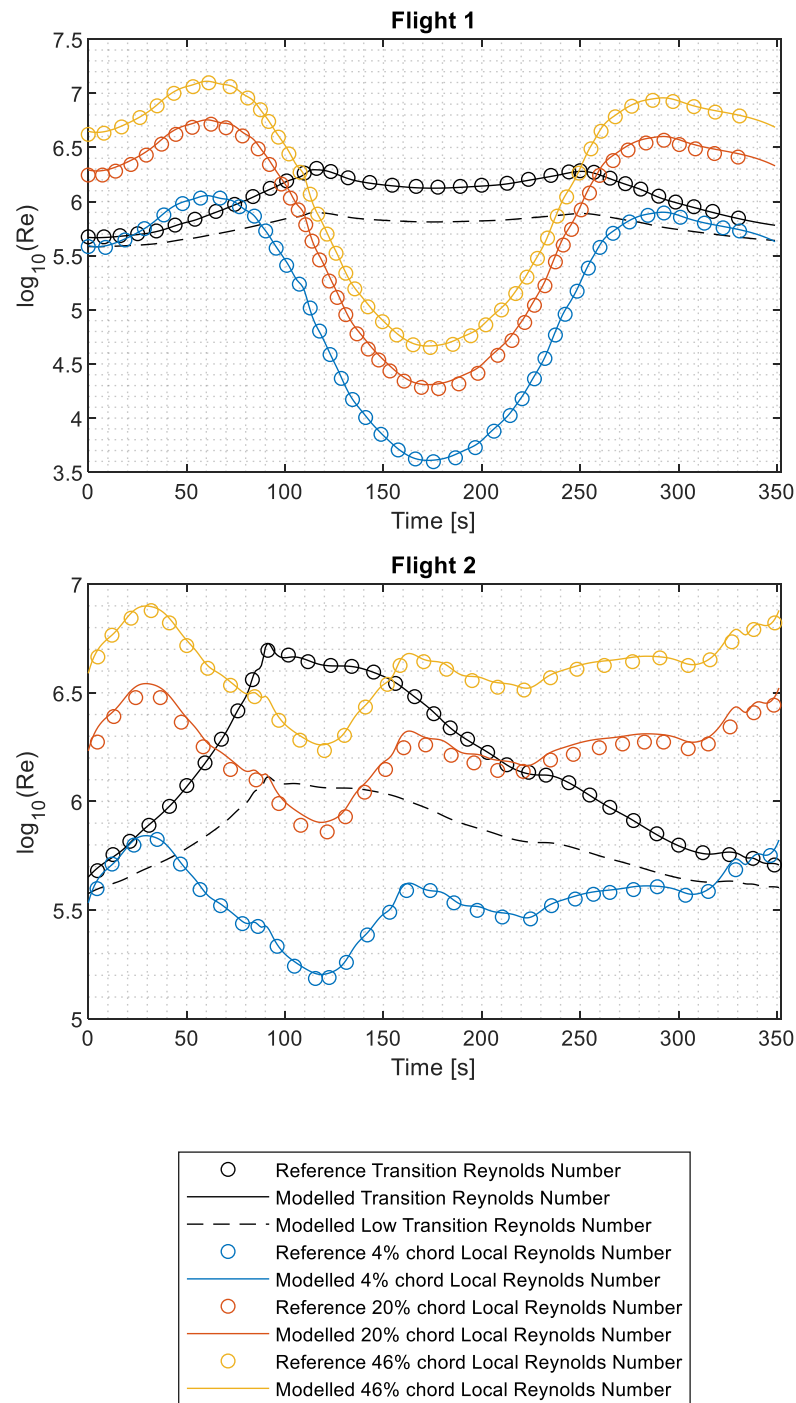 Flight 1
7.5
7
6.5
6
5.5
5
4.5
4
3.5
log10(Re)
0 50 100 150 200 250 300 350
Time [s]
Flight 2
7
6.5
6
5.5
5
log10(Re)
0 50 100 150 200 250 300 350
Time [s]
Reference Transition Reynolds Number
Modelled Transition Reynolds Number
Modelled Low Transition Reynolds Number
Reference 4% chord Local Reynolds Number
Modelled 4% chord Local Reynolds Number
Reference 20% chord Local Reynolds Number
Modelled 20% chord Local Reynolds Number
Reference 46% chord Local Reynolds Number
Modelled 46% chord Local Reynolds Number